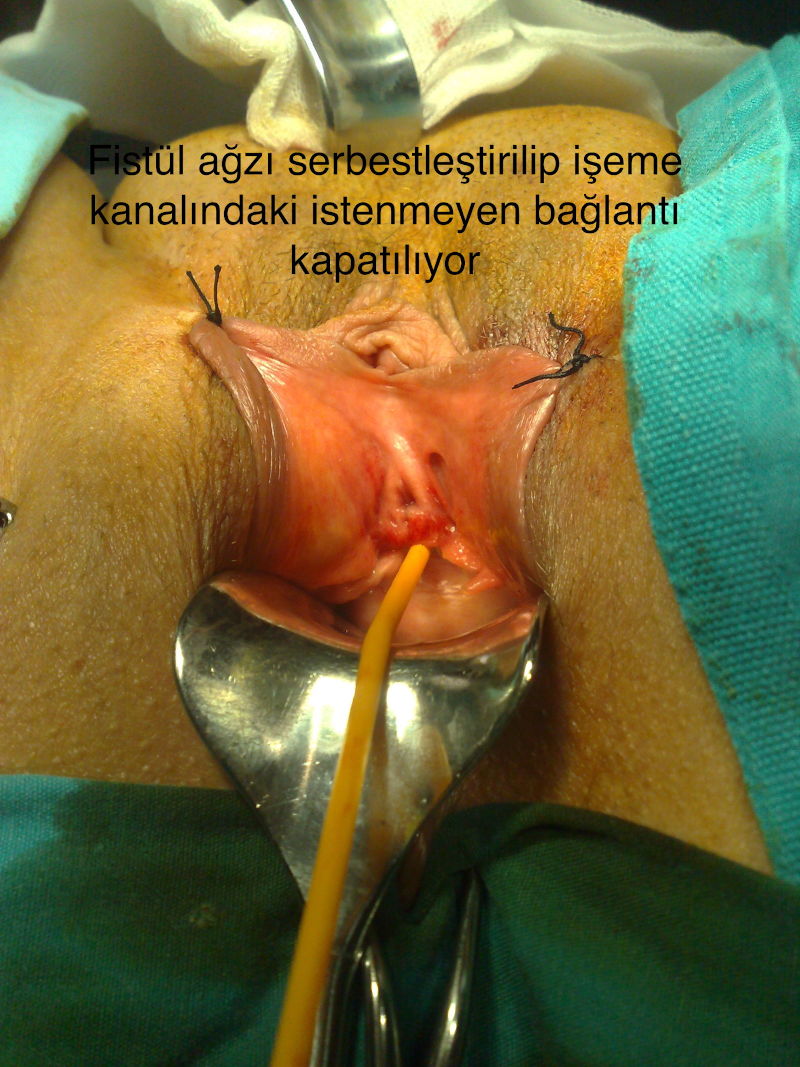 Fistül ağzı serbestleştirilip işeme
kanalındaki istenmeyen bağlantı
kapatılıyor